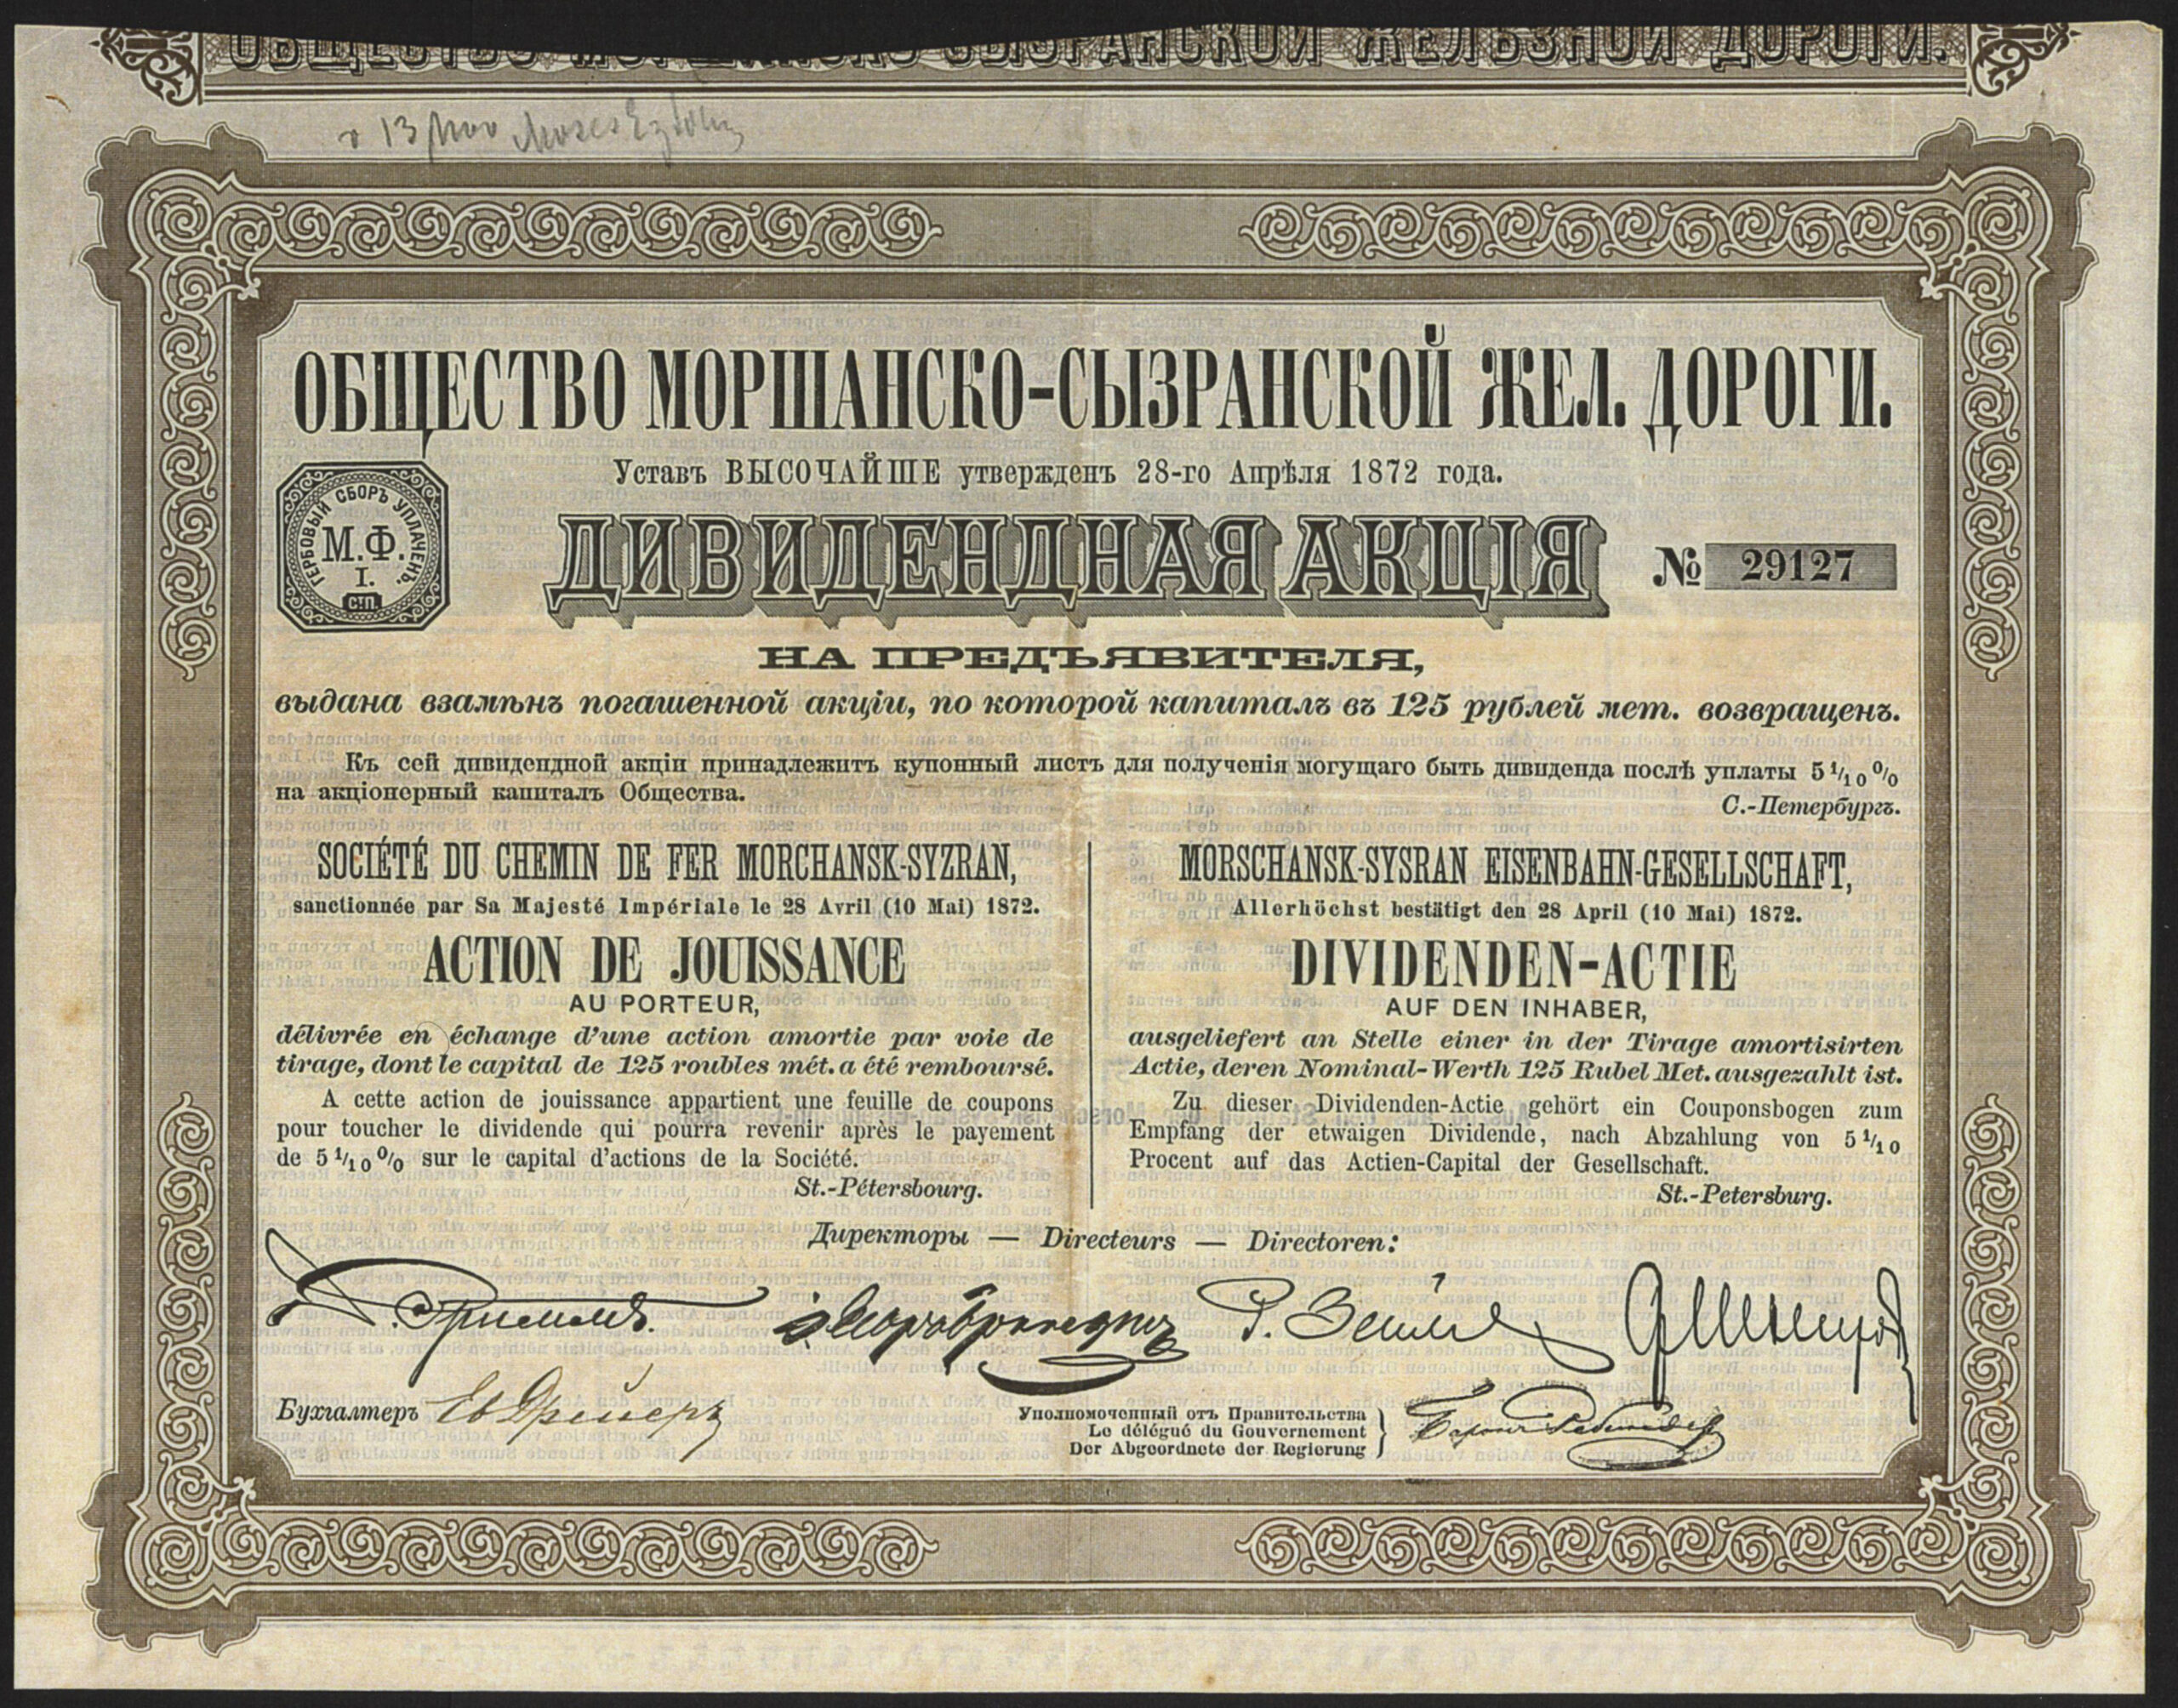 ОБЩЕСТВО МОРШАНСКО-СЫЗРАНСКОЙ ЖЕЛѢЗНОЙ ДОРОГИ.
13 Nov Moses
ОБЩЕСТВО МОРШАНСКО-СЫЗРАНСКОЙ ЖЕЛ. ДОРОГИ.
Уставъ ВЫСОЧАЙШЕ утвержденъ 28-го Апрѣля 1872 года.
ГЕРБОВЫЙ СБОРЪ УПЛАЧЕНЪ.
М.Ф.
I.
СТП.
ДИВИДЕНДНАЯ АКЦІЯ
№ 29127
НА ПРЕДЪЯВИТЕЛЯ,
выдана взамѣнъ погашенной акціи, по которой капиталъ въ 125 рублей мет. возвращенъ.
Къ сей дивидендной акціи принадлежитъ купонный листъ для полученія могущаго быть дивиденда послѣ уплаты 5 1/10 %
на акціонерный капиталъ Общества.
С.-Петербургъ.
SOCIÉTÉ DU CHEMIN DE FER MORCHANSK-SYZRAN,
sanctionnée par Sa Majesté Impériale le 28 Avril (10 Mai) 1872.
ACTION DE JOUISSANCE
AU PORTEUR,
délivrée en échange d'une action amortie par voie de
tirage, dont le capital de 125 roubles mét. a été remboursé.
A cette action de jouissance appartient une feuille de coupons
pour toucher le dividende qui pourra revenir après le payement
de 5 1/10 % sur le capital d'actions de la Société.
St.-Pétersbourg.
MORSCHANSK-SYSRAN EISENBAHN-GESELLSCHAFT,
Allerhöchst bestätigt den 28 April (10 Mai) 1872.
DIVIDENDEN-ACTIE
AUF DEN INHABER,
ausgeliefert an Stelle einer in der Tirage amortisirten
Actie, deren Nominal-Werth 125 Rubel Met. ausgezahlt ist.
Zu dieser Dividenden-Actie gehört ein Couponsbogen zum
Empfang der etwaigen Dividende, nach Abzahlung von 5 1/10
Procent auf das Actien-Capital der Gesellschaft.
St.-Petersburg.
Директоры — Directeurs — Directoren:
Бухгалтеръ
Уполномоченный отъ Правительства
Le délégué du Gouvernement
Der Abgeordnete der Regierung